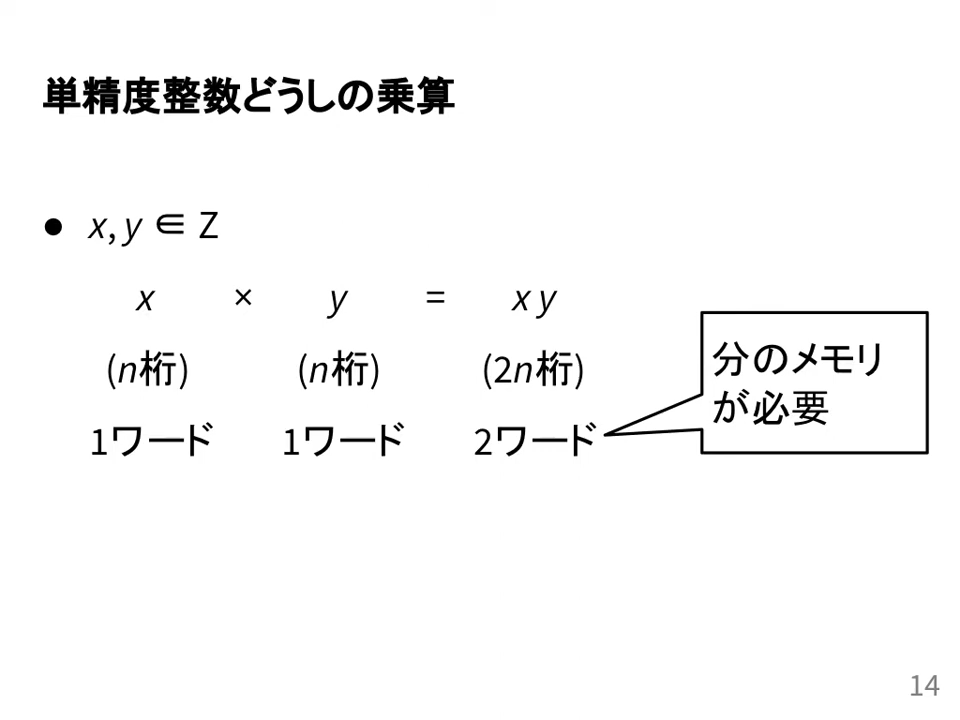 単精度整数どうしの乗算
● x, y ∈ Z
x × y = x y
(n桁) (n桁) (2n桁)
1ワード 1ワード 2ワード
分のメモリ
が必要
14